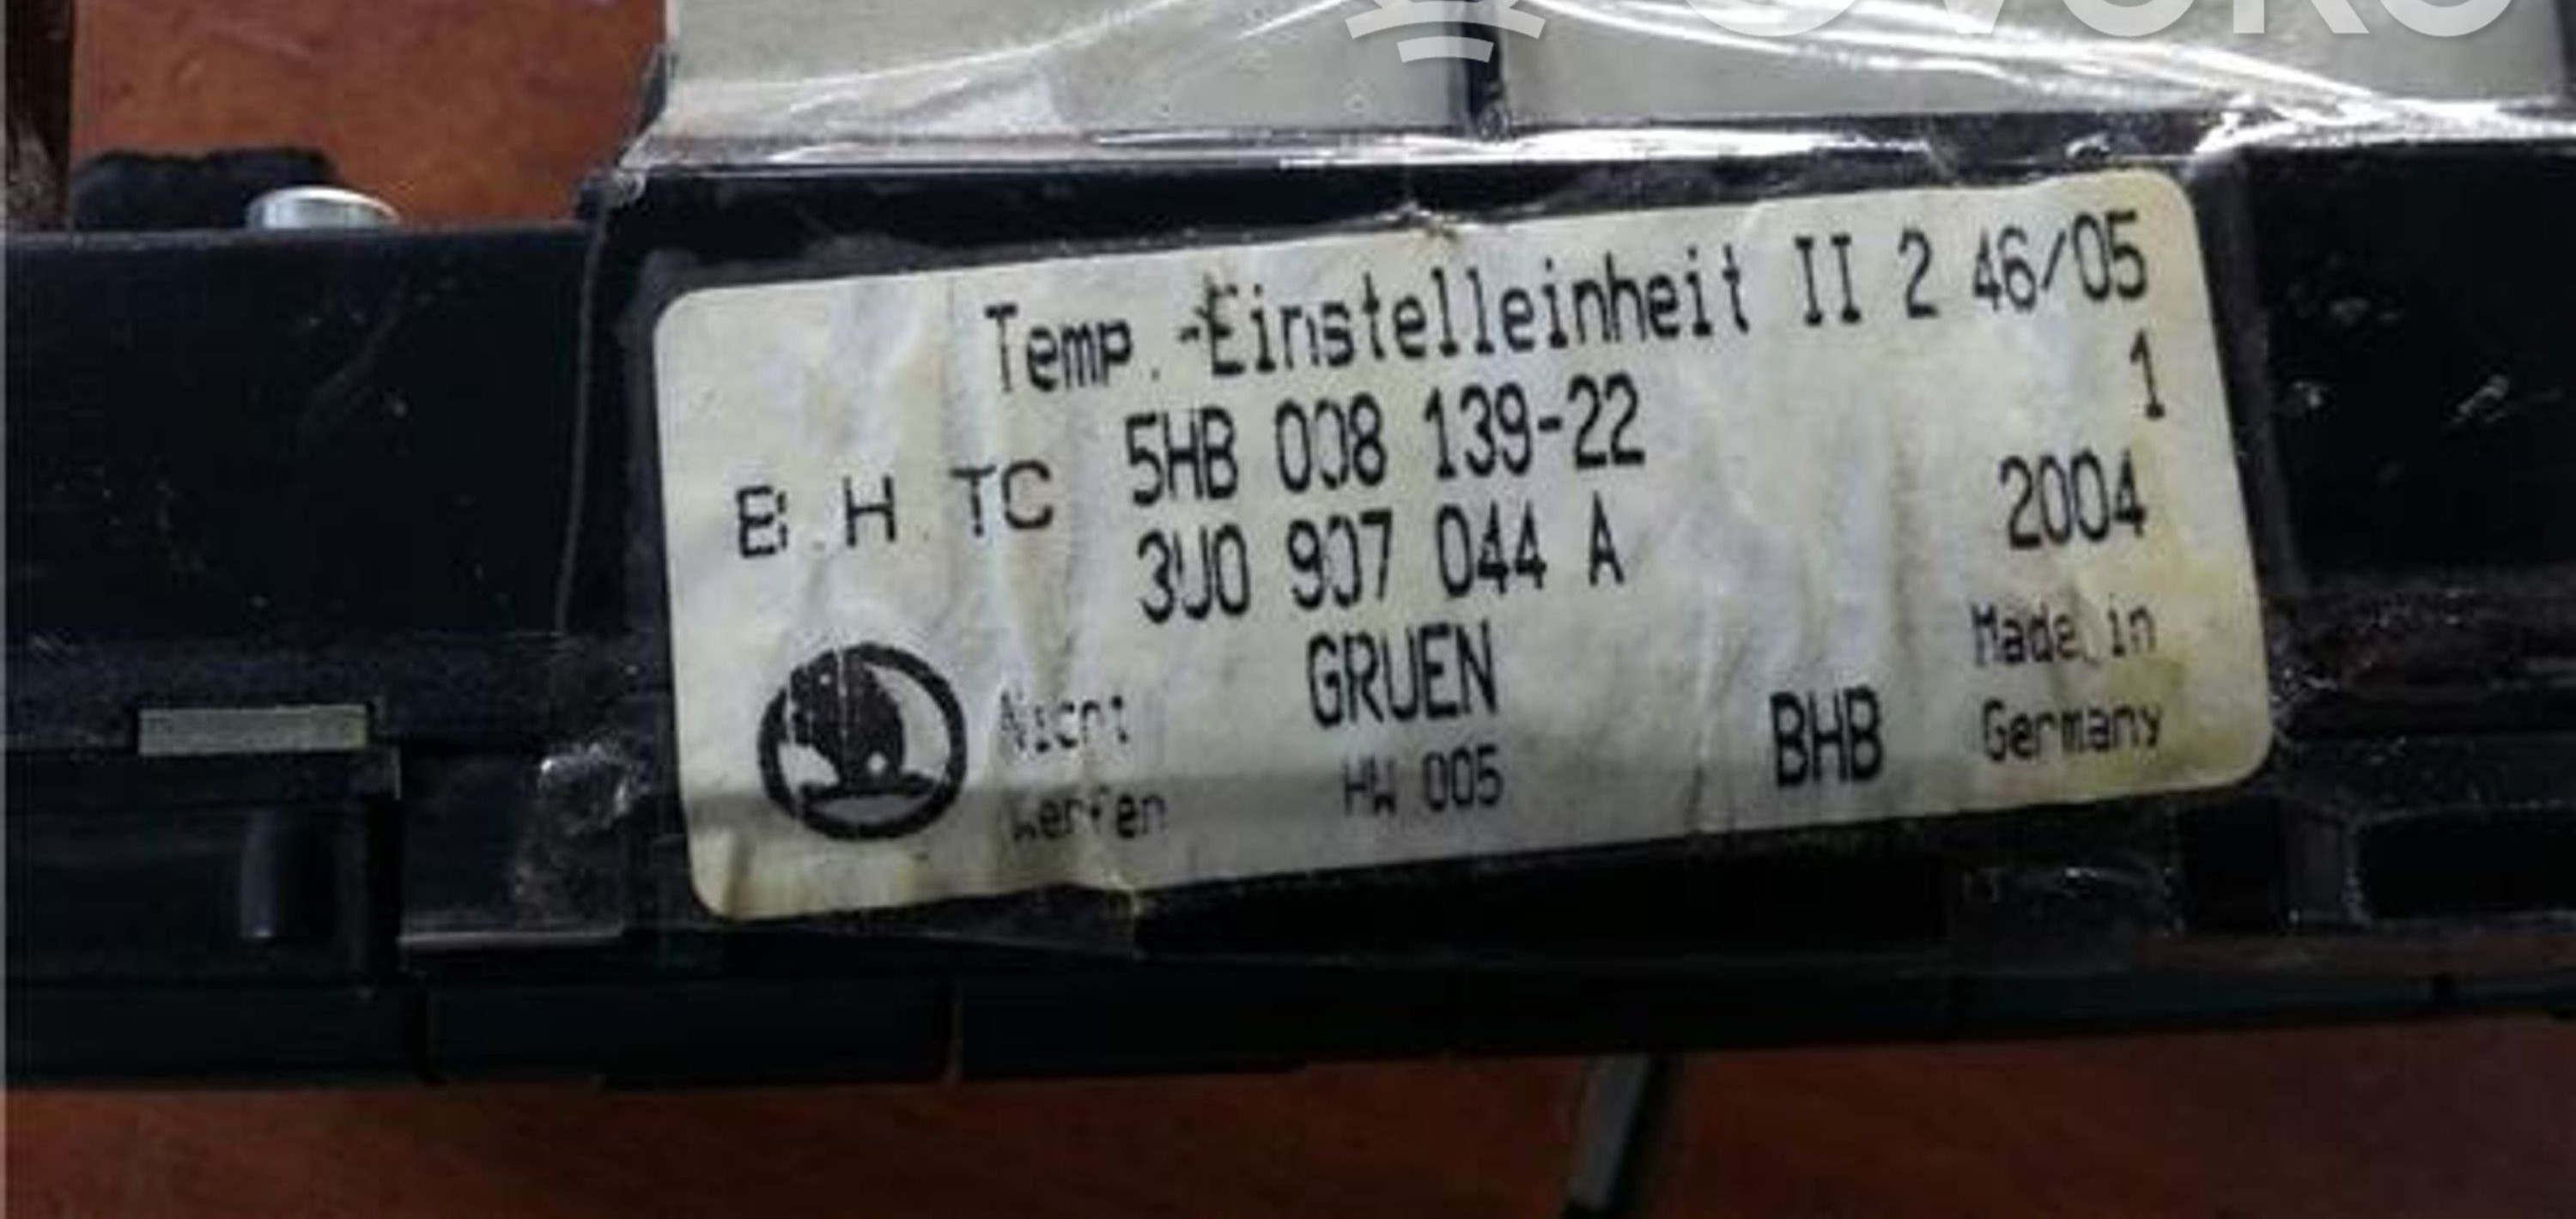 Temp.-Einstelleinheit II 2 46/05
1
B.H.TC 5HB 008 139-22
3U0 907 044 A 2004
GRUEN
Nicht werfen
HW 005
BHB
Made in
Germany